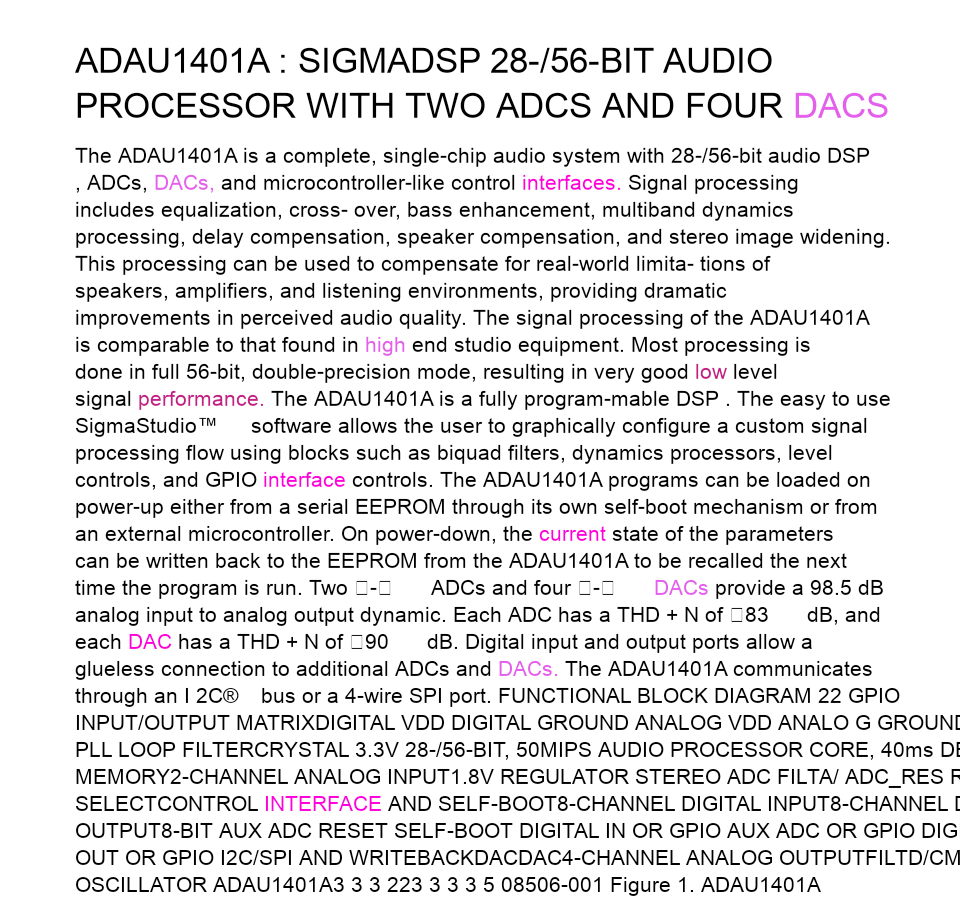 ADAU1401A : SIGMADSP 28-/56-BIT AUDIO
PROCESSOR WITH TWO ADCS AND FOUR DACS
The ADAU1401A is a complete, single-chip audio system with 28-/56-bit audio DSP
, ADCs, DACs, and microcontroller-like control interfaces. Signal processing
includes equalization, cross- over, bass enhancement, multiband dynamics
processing, delay compensation, speaker compensation, and stereo image widening.
This processing can be used to compensate for real-world limita- tions of
speakers, amplifiers, and listening environments, providing dramatic
improvements in perceived audio quality. The signal processing of the ADAU1401A
is comparable to that found in high end studio equipment. Most processing is
done in full 56-bit, double-precision mode, resulting in very good low level
signal performance. The ADAU1401A is a fully program-mable DSP . The easy to use
SigmaStudio™ software allows the user to graphically configure a custom signal
processing flow using blocks such as biquad filters, dynamics processors, level
controls, and GPIO interface controls. The ADAU1401A programs can be loaded on
power-up either from a serial EEPROM through its own self-boot mechanism or from
an external microcontroller. On power-down, the current state of the parameters
can be written back to the EEPROM from the ADAU1401A to be recalled the next
time the program is run. Two □-□ ADCs and four □-□ DACs provide a 98.5 dB
analog input to analog output dynamic. Each ADC has a THD + N of □83 dB, and
each DAC has a THD + N of □90 dB. Digital input and output ports allow a
glueless connection to additional ADCs and DACs. The ADAU1401A communicates
through an I 2C® bus or a 4-wire SPI port. FUNCTIONAL BLOCK DIAGRAM 22 GPIO
INPUT/OUTPUT MATRIXDIGITAL VDD DIGITAL GROUND ANALOG VDD ANALO G GROUND
PLL LOOP FILTERCRYSTAL 3.3V 28-/56-BIT, 50MIPS AUDIO PROCESSOR CORE, 40ms DE
MEMORY2-CHANNEL ANALOG INPUT1.8V REGULATOR STEREO ADC FILTA/ ADC_RES R
SELECTCONTROL INTERFACE AND SELF-BOOT8-CHANNEL DIGITAL INPUT8-CHANNEL D
OUTPUT8-BIT AUX ADC RESET SELF-BOOT DIGITAL IN OR GPIO AUX ADC OR GPIO DIG
OUT OR GPIO I2C/SPI AND WRITEBACKDACDAC4-CHANNEL ANALOG OUTPUTFILTD/CM
OSCILLATOR ADAU1401A3 3 3 223 3 3 3 5 08506-001 Figure 1. ADAU1401A